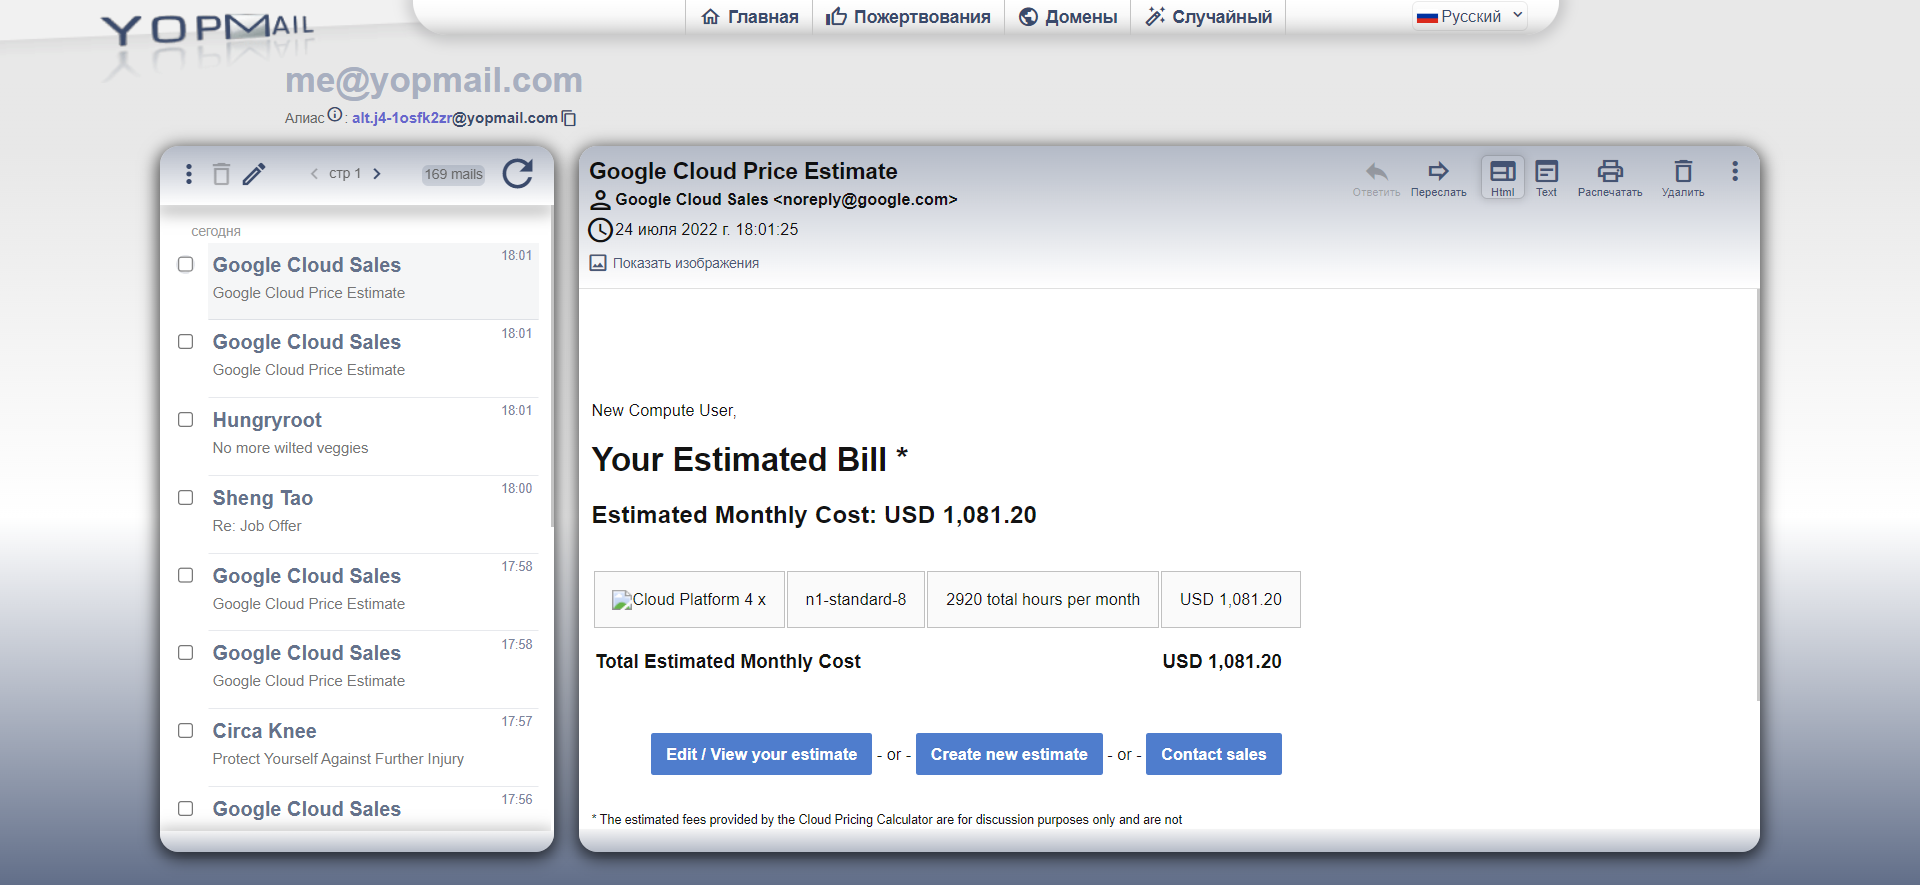 YOPMAIL
Главная
Пожертвования
Домены
Случайный
Русский
me@yopmail.com
Алиас : alt.j4-1osfk2zr@yopmail.com
стр 1
169 mails
сегодня
Google Cloud Sales 18:01
Google Cloud Price Estimate
Google Cloud Sales 18:01
Google Cloud Price Estimate
Hungryroot 18:01
No more wilted veggies
Sheng Tao 18:00
Re: Job Offer
Google Cloud Sales 17:58
Google Cloud Price Estimate
Google Cloud Sales 17:58
Google Cloud Price Estimate
Circa Knee 17:57
Protect Yourself Against Further Injury
Google Cloud Sales 17:56
Google Cloud Price Estimate
Google Cloud Sales <noreply@google.com>
24 июля 2022 г. 18:01:25
Показать изображения
Ответить
Переслать
Html
Text
Распечатать
Удалить
New Compute User,
Your Estimated Bill *
Estimated Monthly Cost: USD 1,081.20
Cloud Platform 4 x n1-standard-8 2920 total hours per month USD 1,081.20
Total Estimated Monthly Cost USD 1,081.20
Edit / View your estimate - or - Create new estimate - or - Contact sales
* The estimated fees provided by the Cloud Pricing Calculator are for discussion purposes only and are not